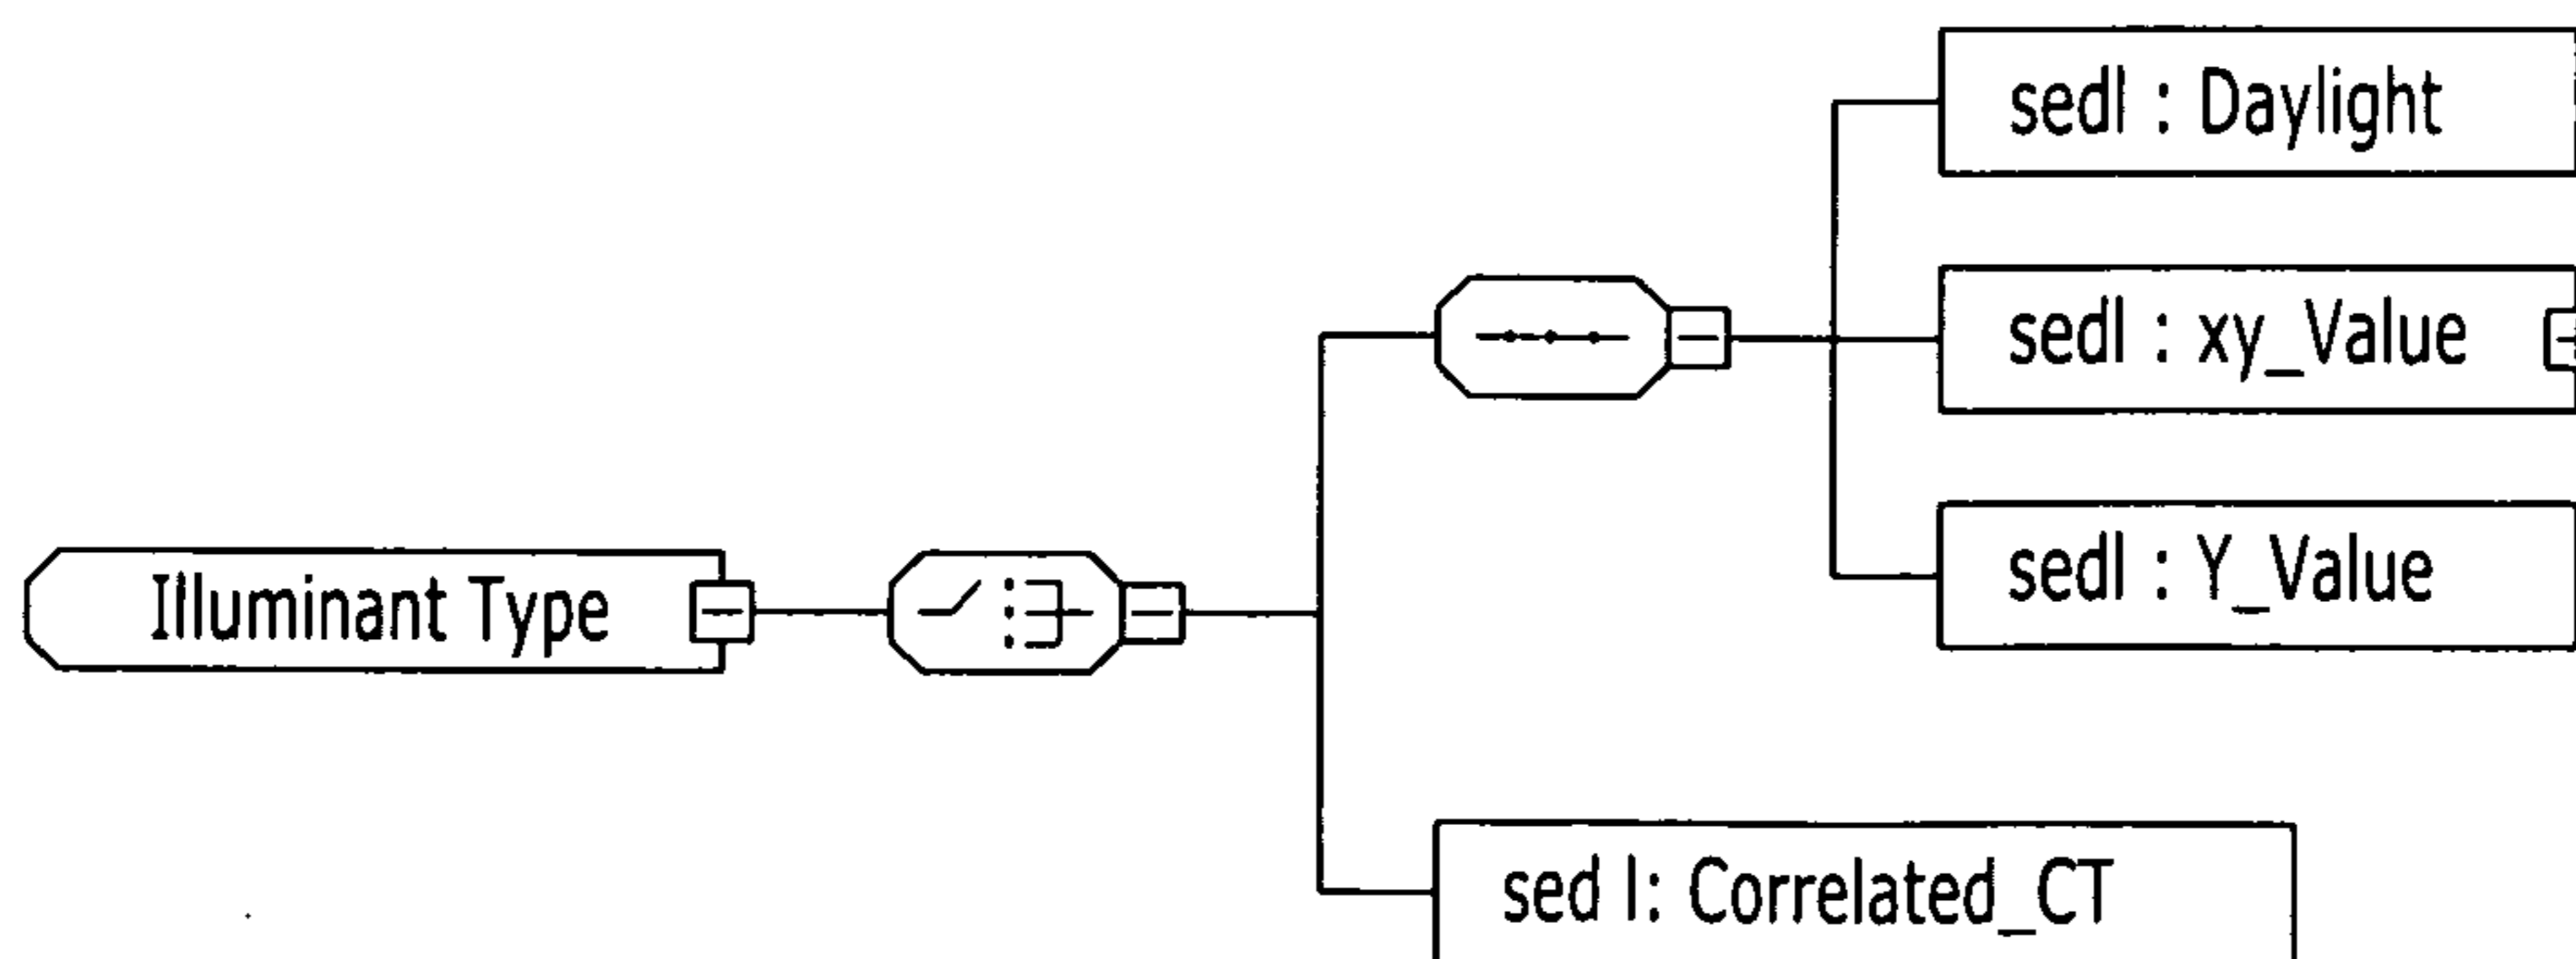 sedl : Daylight
sedl : xy_Value
sedl : Y_Value
Illuminant Type
sed l: Correlated_CT